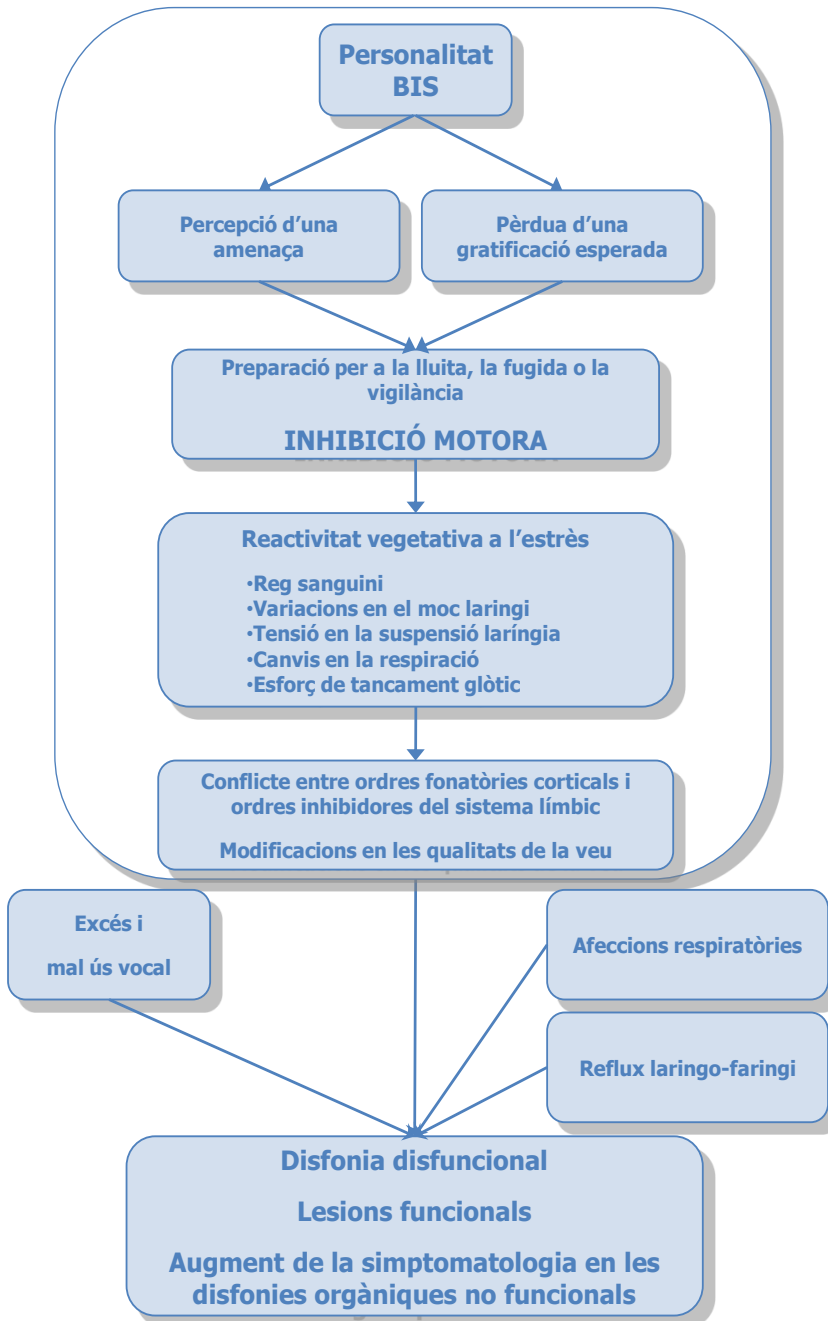 Personalitat
BIS
Percepció d’una
amenaça
Pèrdua d’una
gratificació esperada
Preparació per a la lluita, la fugida o la
vigilància
INHIBICIÓ MOTORA
Reactivitat vegetativa a l’estrès
•Reg sanguini
•Variacions en el moc laringi
•Tensió en la suspensió laríngia
•Canvis en la respiració
•Esforç de tancament glòtic
Conflicte entre ordres fonatòries corticals i
ordres inhibidores del sistema límbic
Modificacions en les qualitats de la veu
Excés i
mal ús vocal
Afeccions respiratòries
Reflux laringo-faringi
Disfonia disfuncional
Lesions funcionals
Augment de la simptomatologia en les
disfonies orgàniques no funcionals